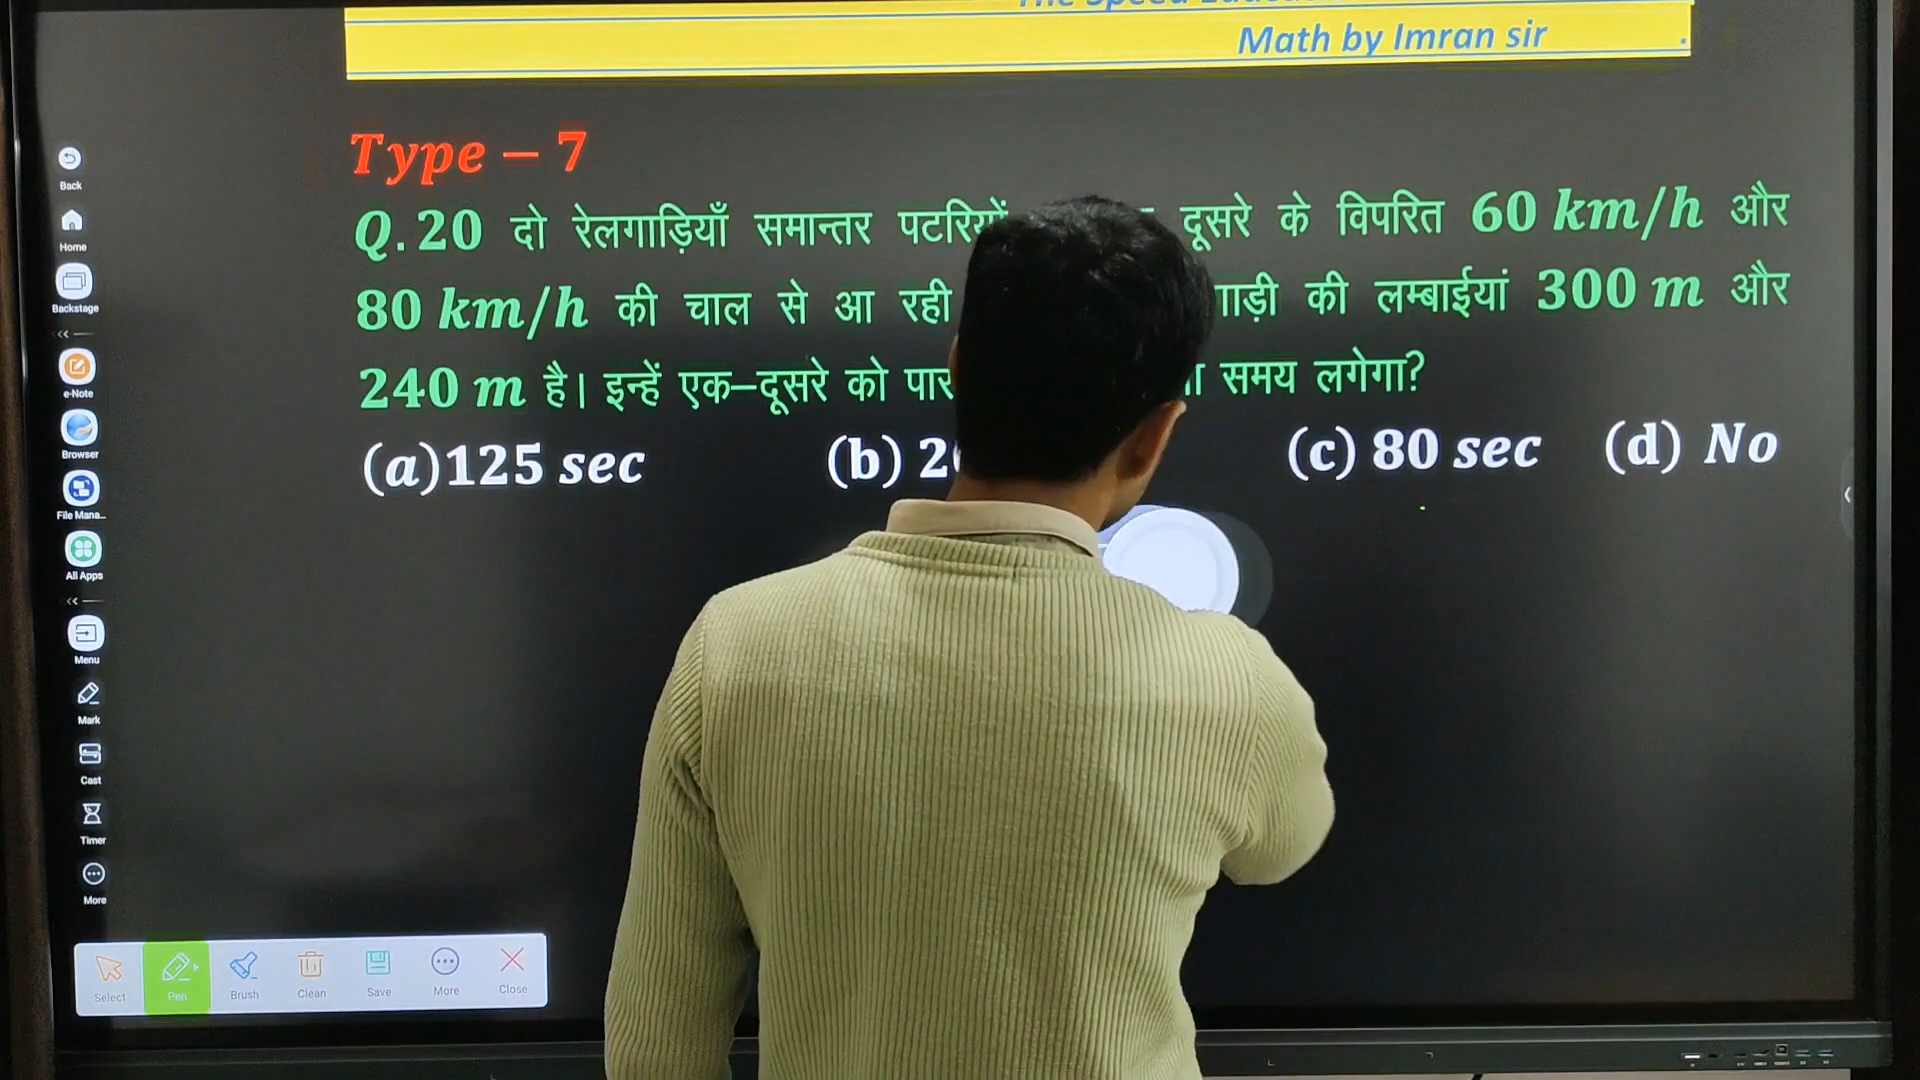 Math by Imran sir .
Type – 7
Q.20 दो रेलगाड़ियाँ समान्तर पटरियों दूसरे के विपरित 60 km/h और
80 km/h की चाल से आ रही गाड़ी की लम्बाईयां 300 m और
240 m है। इन्हें एक–दूसरे को पार समय लगेगा?
(a)125 sec (b) (c) 80 sec (d) No
Back
Home
Backstage
e-Note
Browser
File Mana...
All Apps
Menu
Mark
Cast
Timer
More
Select Pen Brush Clean Save More Close